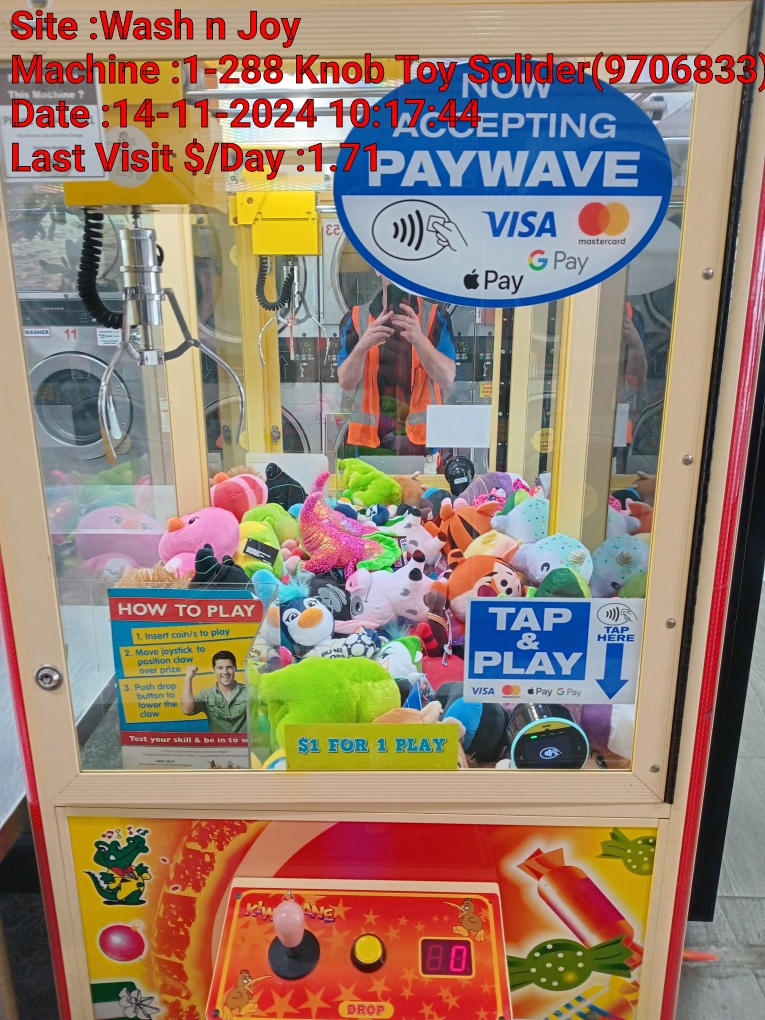 Site :Wash n Joy
Machine :1-288 Knob Toy Solider(9706833)
Date :14-11-2024 10:17:44
Last Visit $/Day :1.71
This Machine ?
NOW
ACCEPTING
PAYWAVE
VISA
mastercard
G Pay
Pay
WASHER 11
HOW TO PLAY
1. Insert coin/s to play
2. Move joystick to
position claw
over prize
3. Push drop
button to
lower the
claw
Test your skill & be in to win!
TAP
&
PLAY
TAP
HERE
VISA
Pay G Pay
$1 FOR 1 PLAY
0
DROP